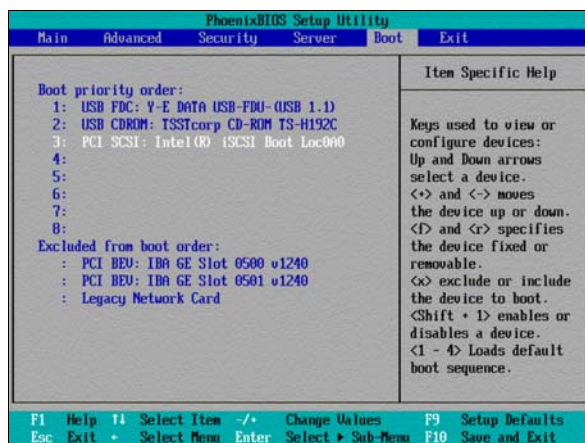 PhoenixBIOS Setup Utility
Main Advanced Security Server Boot Exit
Boot priority order:
1: USB FDC: Y-E DATA USB-FDU-(USB 1.1)
2: USB CDROM: TSSTcorp CD-ROM TS-H192C
3: PCI SCSI: Intel(R) iSCSI Boot Loc0A0
4:
5:
6:
7:
8:
Excluded from boot order:
: PCI BEV: IBA GE Slot 0500 v1240
: PCI BEV: IBA GE Slot 0501 v1240
: Legacy Network Card
Item Specific Help
Keys used to view or
configure devices:
Up and Down arrows
select a device.
<+> and <-> moves
the device up or down.
<f> and <r> specifies
the device fixed or
removable.
<x> exclude or include
the device to boot.
<Shift + 1> enables or
disables a device.
<1 - 4> Loads default
boot sequence.
F1 Help ↑↓ Select Item -/+ Change Values F9 Setup Defaults
Esc Exit ← Select Menu Enter Select ▶ Sub-Menu F10 Save and Exit